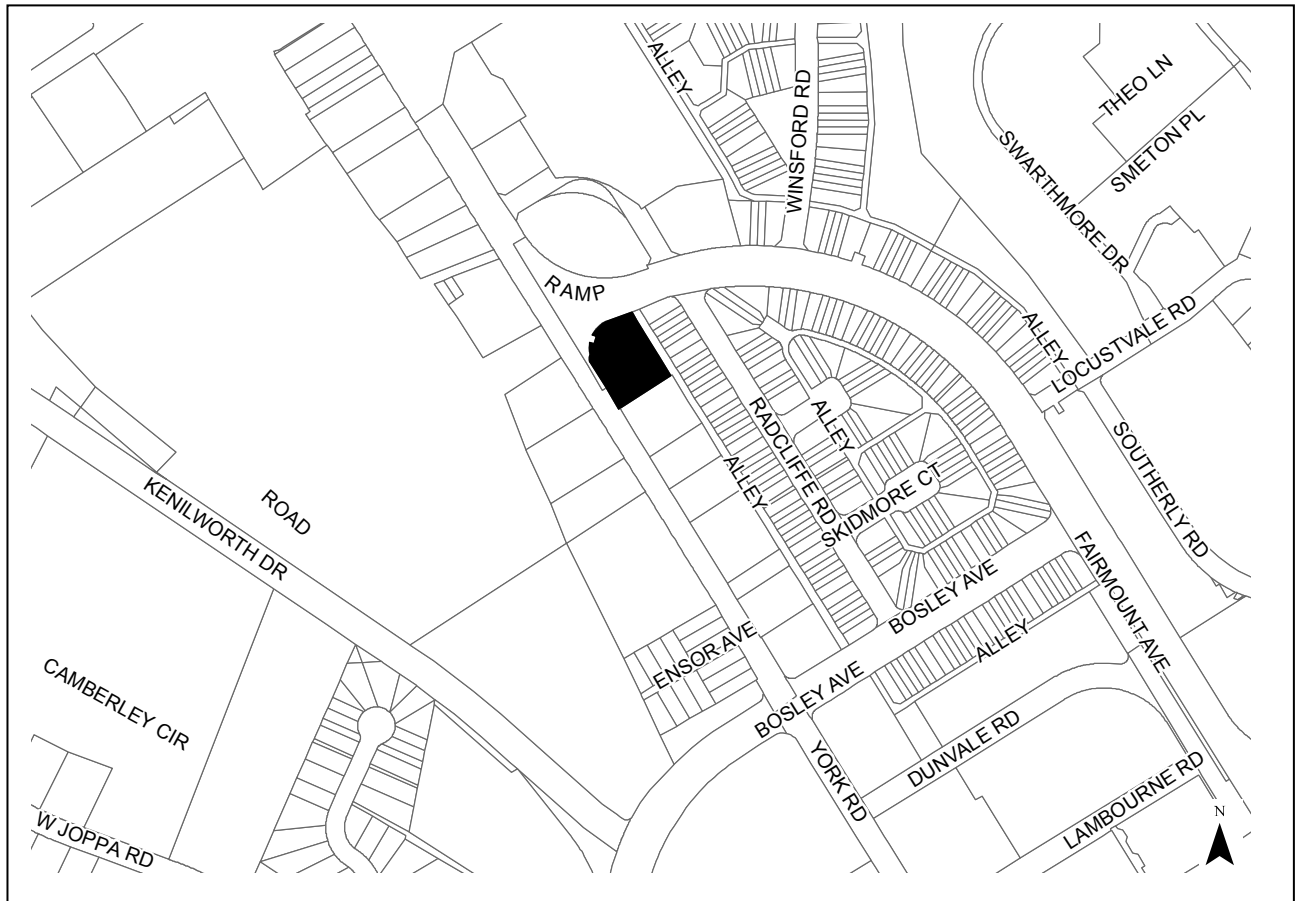 ALLEY
WINSFORD RD
THEO LN
SMETON PL
SWARTHMORE DR
RAMP
ALLEY
LOCUSTVALE RD
RADCLIFFE RD
ALLEY
ALLEY
SKIDMORE CT
SOUTHERLY RD
KENILWORTH DR
ROAD
FAIRMOUNT AVE
BOSLEY AVE
ALLEY
ENSOR AVE
BOSLEY AVE
CAMBERLEY CIR
YORK RD
DUNVALE RD
LAMBOURNE RD
W JOPPA RD
N